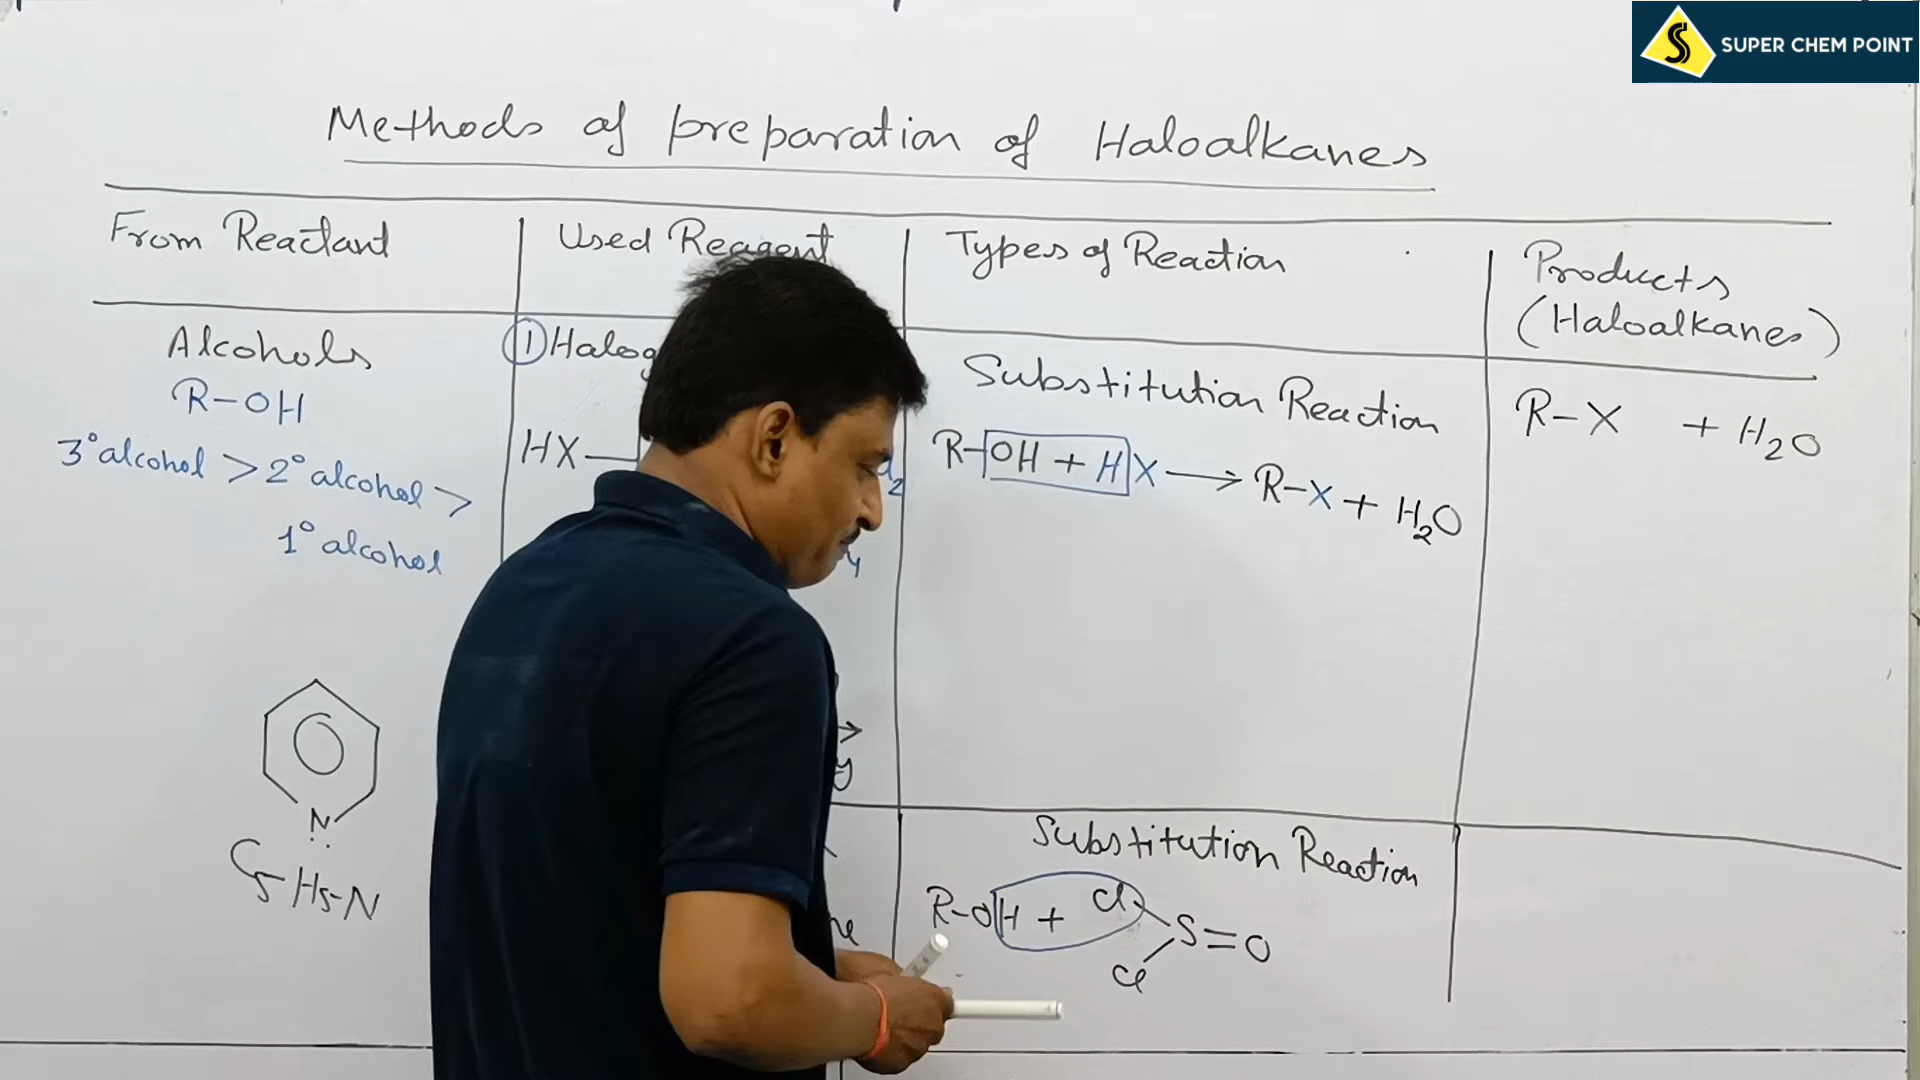 SUPER CHEM POINT
Methods of preparation of Haloalkanes
From Reactant
Used Reagent
Types of Reaction
Products
(Haloalkanes)
Alcohols
R-OH
3° alcohol > 2° alcohol >
1° alcohol
N
C5H5N
① Halog
HX
Substitution Reaction
R-OH + HX → R-X + H2O
R-X + H2O
Substitution Reaction
R-OH + Cl
S=O
Cl